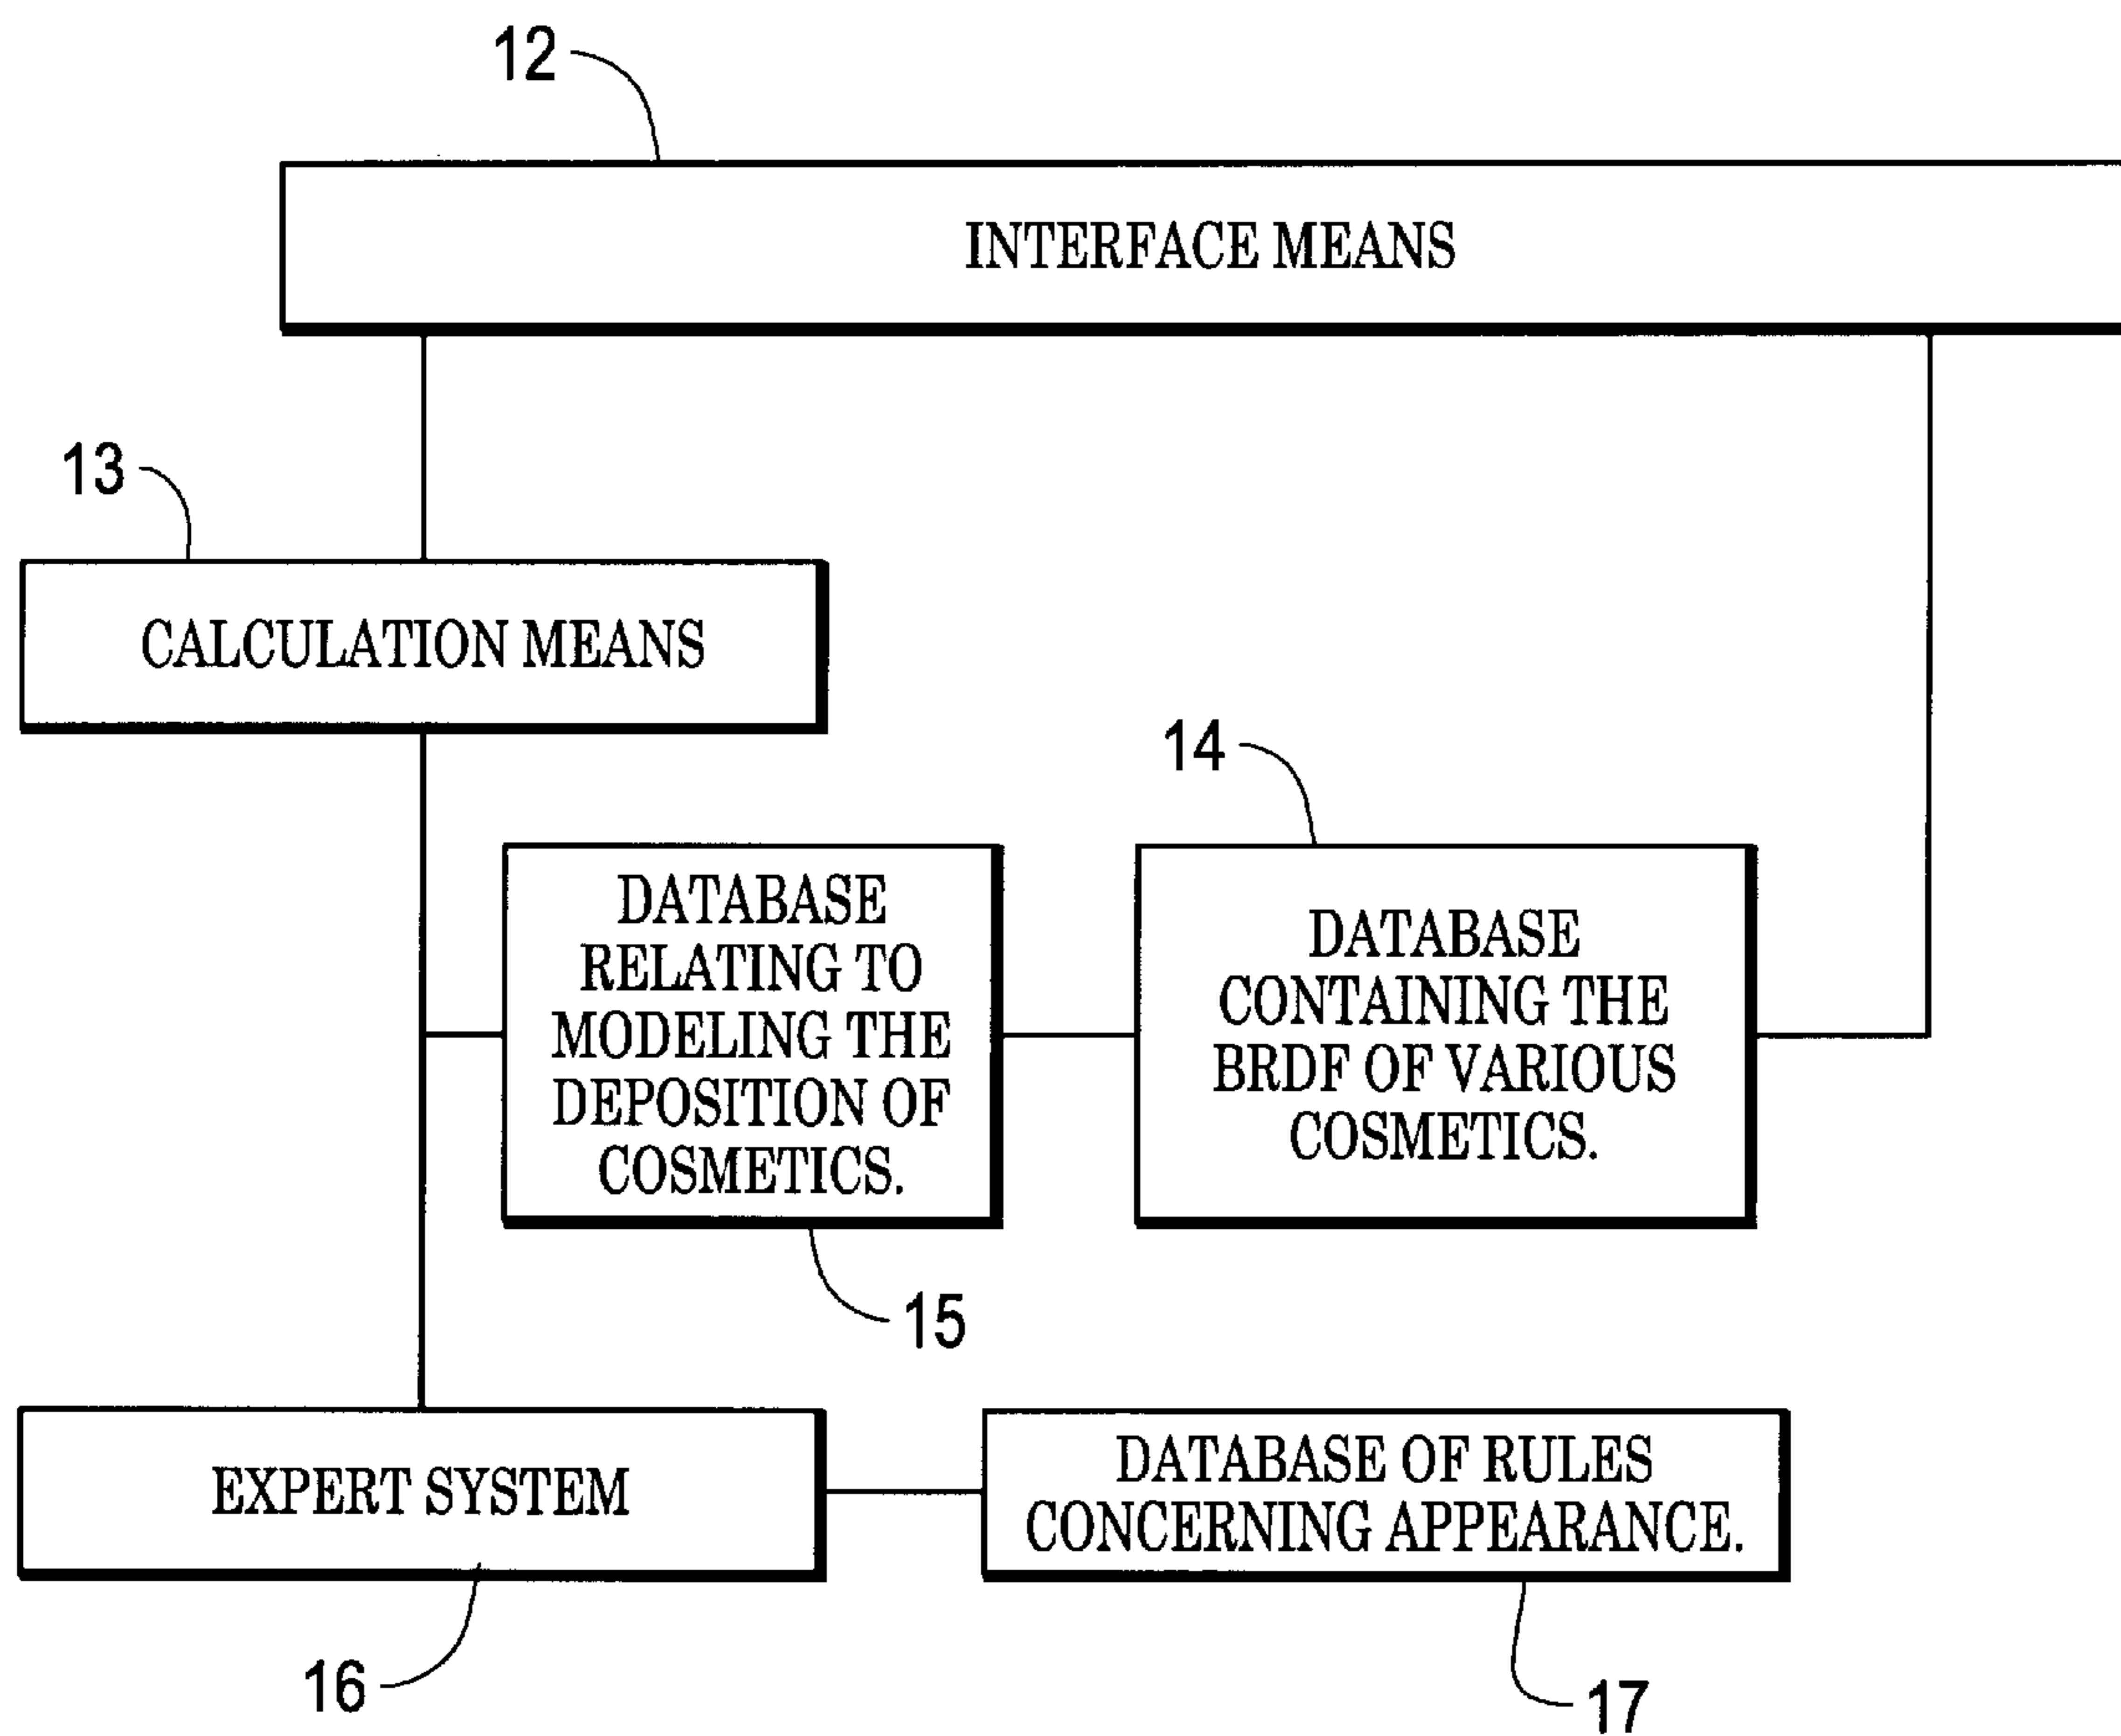 12
INTERFACE MEANS
13
CALCULATION MEANS
14
DATABASE
RELATING TO
MODELING THE
DEPOSITION OF
COSMETICS.
DATABASE
CONTAINING THE
BRDF OF VARIOUS
COSMETICS.
15
EXPERT SYSTEM
DATABASE OF RULES
CONCERNING APPEARANCE.
16
17